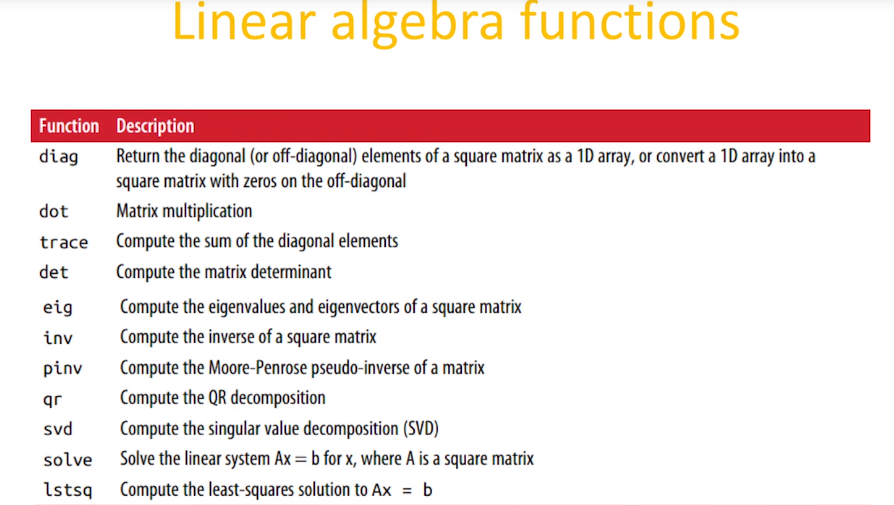 Linear algebra functions
Function Description
diag Return the diagonal (or off-diagonal) elements of a square matrix as a 1D array, or convert a 1D array into a
square matrix with zeros on the off-diagonal
dot Matrix multiplication
trace Compute the sum of the diagonal elements
det Compute the matrix determinant
eig Compute the eigenvalues and eigenvectors of a square matrix
inv Compute the inverse of a square matrix
pinv Compute the Moore-Penrose pseudo-inverse of a matrix
qr Compute the QR decomposition
svd Compute the singular value decomposition (SVD)
solve Solve the linear system Ax = b for x, where A is a square matrix
lstsq Compute the least-squares solution to Ax = b